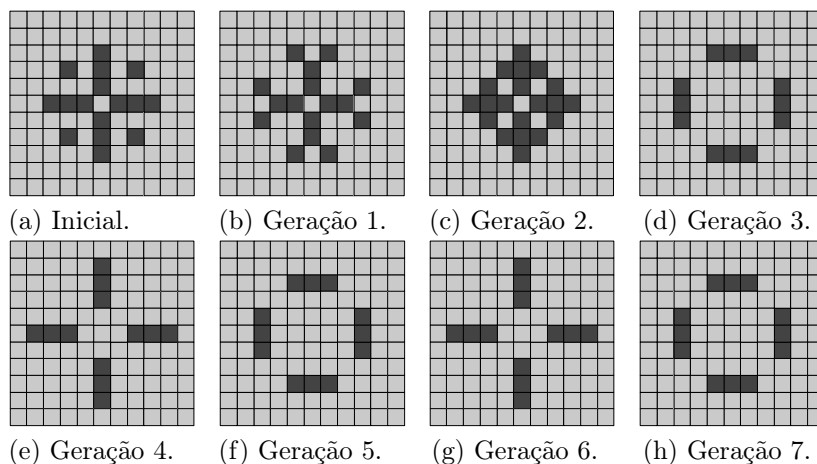 (a) Inicial.
(b) Geração 1.
(c) Geração 2.
(d) Geração 3.
(e) Geração 4.
(f) Geração 5.
(g) Geração 6.
(h) Geração 7.